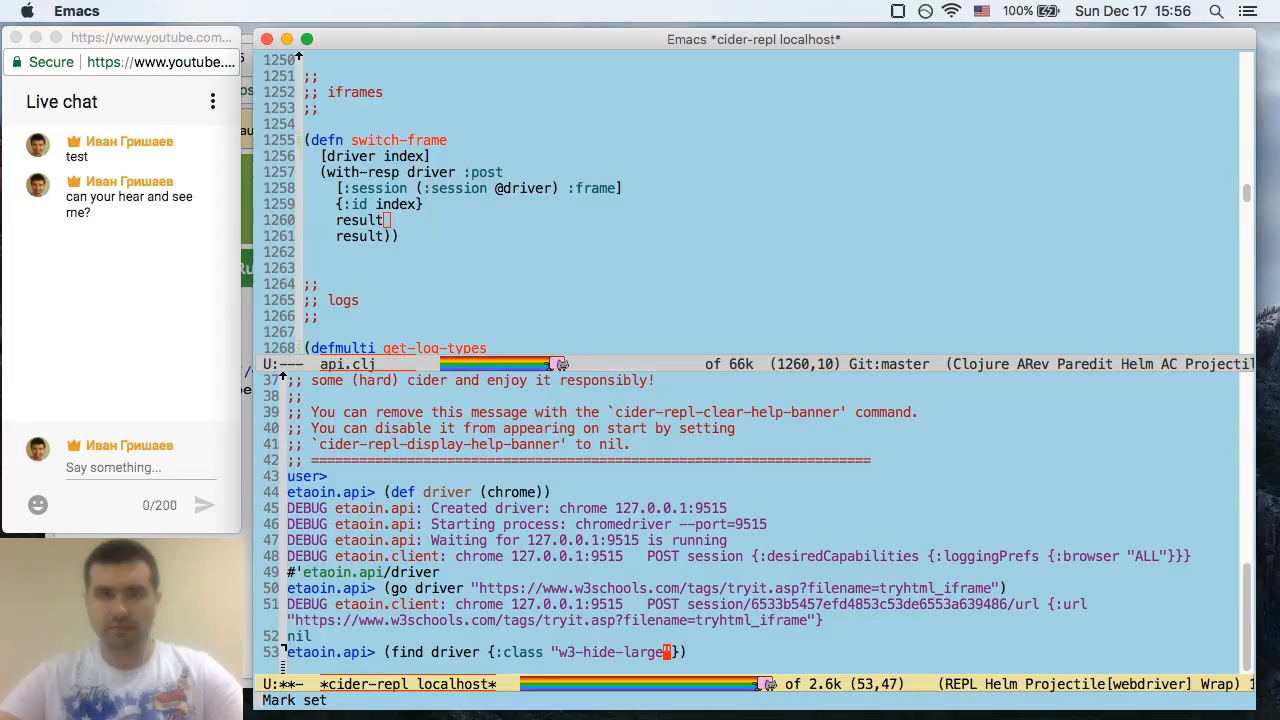 Emacs
100%
Sun Dec 17 15:56
https://www.youtube.com...
Secure
https://www.youtube....
Live chat
Иван Гришаев
test
Иван Гришаев
can your hear and see
me?
Иван Гришаев
Say something...
0/200
Emacs *cider-repl localhost*
1250
1251 ;;
1252 ;; iframes
1253 ;;
1254
1255 (defn switch-frame
1256 [driver index]
1257 (with-resp driver :post
1258 [:session (:session @driver) :frame]
1259 {:id index}
1260 result
1261 result))
1262
1263
1264 ;;
1265 ;; logs
1266 ;;
1267
1268 (defmulti get-log-types
U:--- api.clj of 66k (1260,10) Git:master (Clojure ARev Paredit Helm AC Projectil
37 ;; some (hard) cider and enjoy it responsibly!
38 ;;
39 ;; You can remove this message with the `cider-repl-clear-help-banner' command.
40 ;; You can disable it from appearing on start by setting
41 ;; `cider-repl-display-help-banner' to nil.
42 ;; ======================================================================
43 user>
44 etaoin.api> (def driver (chrome))
45 DEBUG etaoin.api: Created driver: chrome 127.0.0.1:9515
46 DEBUG etaoin.api: Starting process: chromedriver --port=9515
47 DEBUG etaoin.api: Waiting for 127.0.0.1:9515 is running
48 DEBUG etaoin.client: chrome 127.0.0.1:9515 POST session {:desiredCapabilities {:loggingPrefs {:browser "ALL"}}}
49 #'etaoin.api/driver
50 etaoin.api> (go driver "https://www.w3schools.com/tags/tryit.asp?filename=tryhtml_iframe")
51 DEBUG etaoin.client: chrome 127.0.0.1:9515 POST session/6533b5457efd4853c53de6553a639486/url {:url
"https://www.w3schools.com/tags/tryit.asp?filename=tryhtml_iframe"}
52 nil
53 etaoin.api> (find driver {:class "w3-hide-large"})
U:**- *cider-repl localhost* of 2.6k (53,47) (REPL Helm Projectile[webdriver] Wrap) 1
Mark set